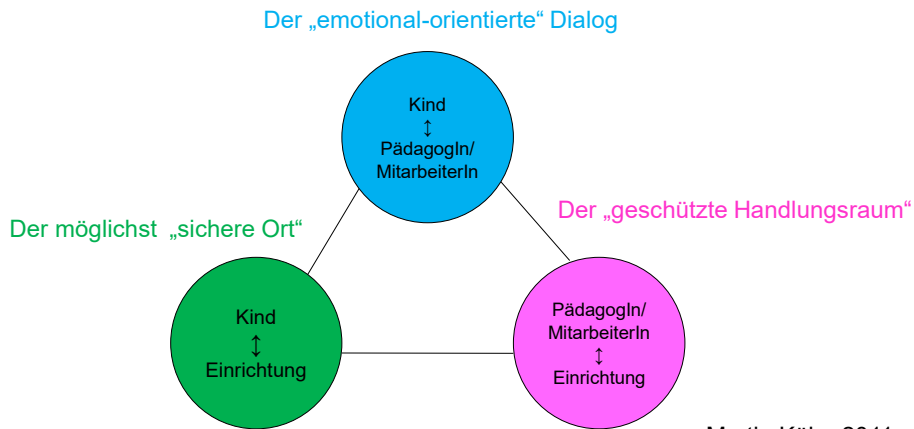 Der „emotional-orientierte“ Dialog
Kind
↕
PädagogIn/
MitarbeiterIn
Der möglichst „sichere Ort“
Der „geschützte Handlungsraum“
Kind
↕
Einrichtung
PädagogIn/
MitarbeiterIn
↕
Einrichtung